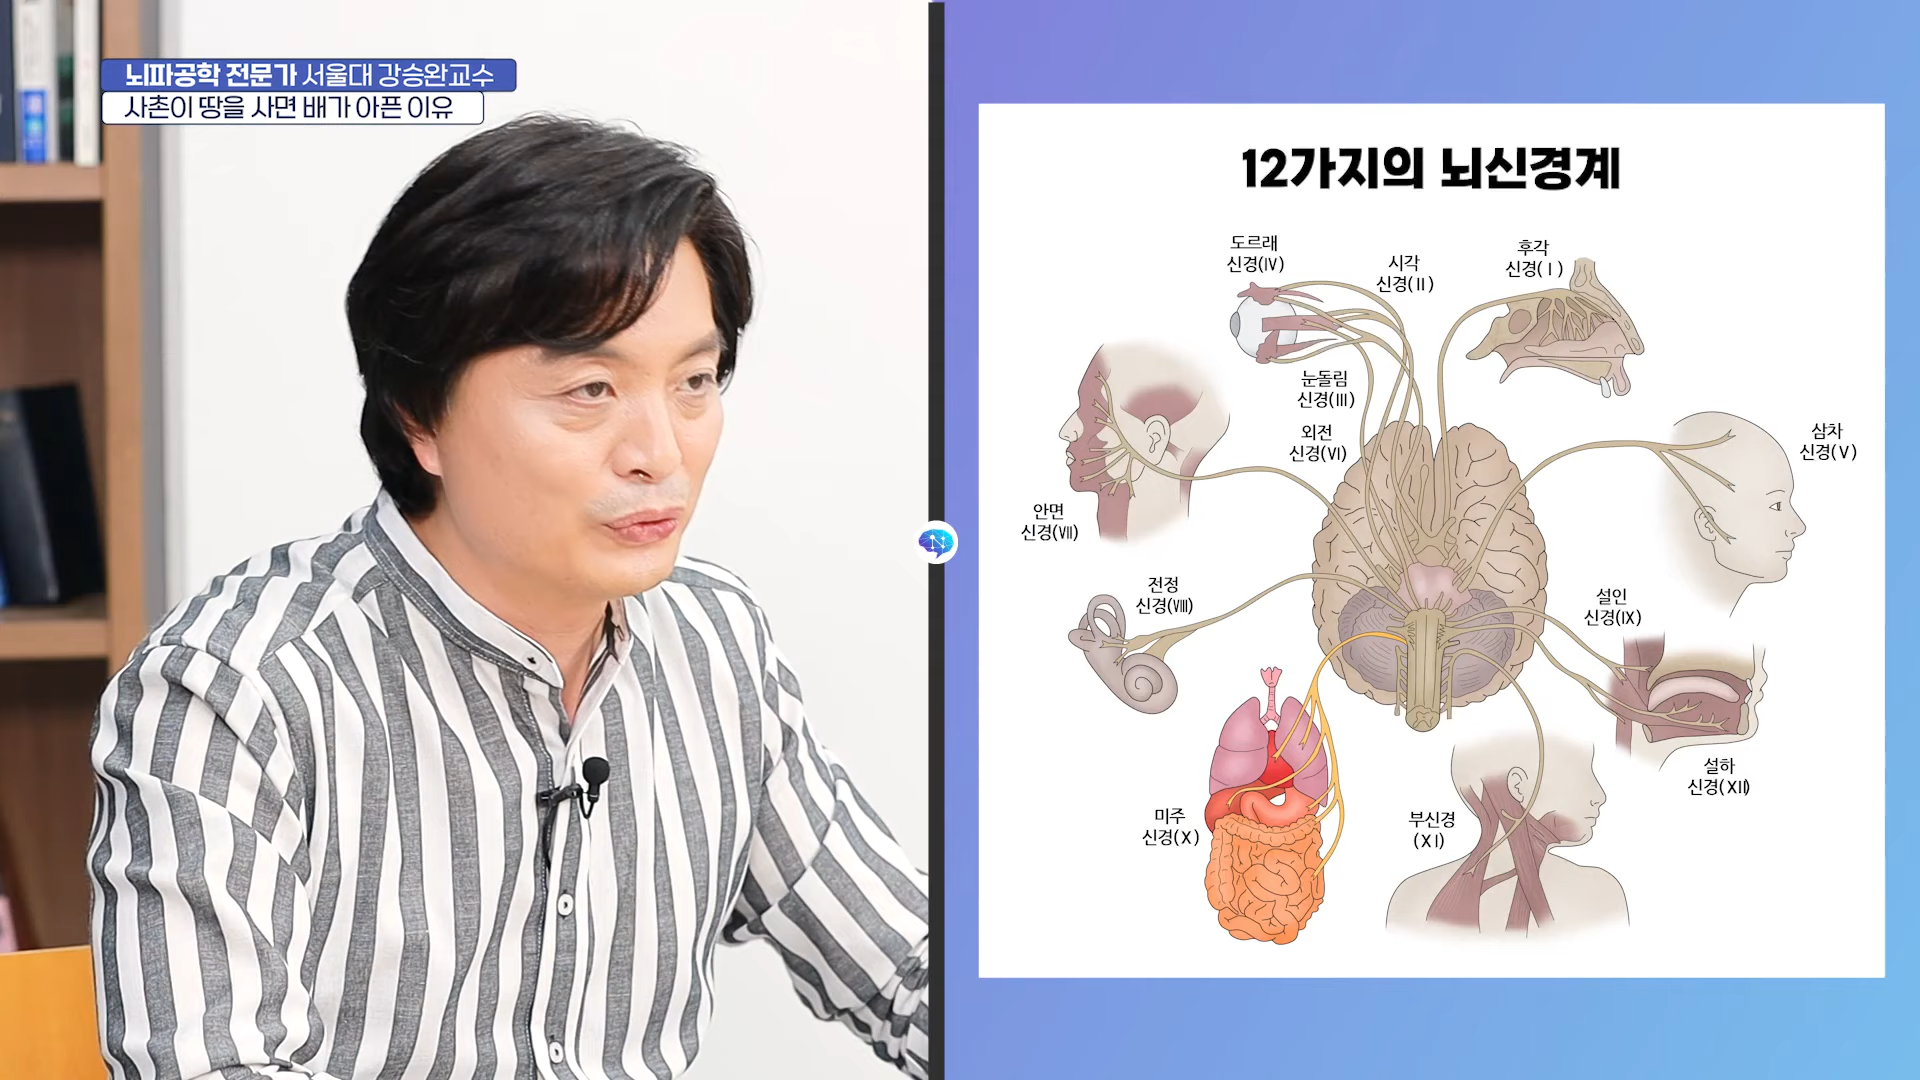 뇌파공학 전문가 서울대 강승완교수
사촌이 땅을 사면 배가 아픈 이유
12가지의 뇌신경계
도르래
신경(IV)
시각
신경(II)
후각
신경(I)
눈돌림
신경(III)
외전
신경(VI)
삼차
신경(V)
안면
신경(VII)
전정
신경(VIII)
설인
신경(IX)
설하
신경(XII)
미주
신경(X)
부신경
(XI)